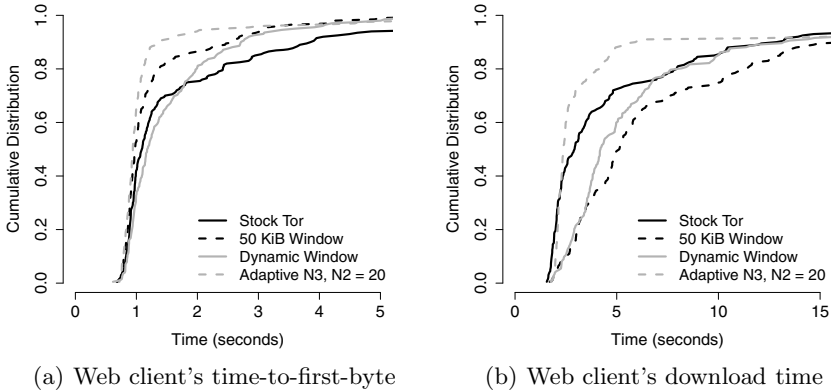 Cumulative Distribution
1.0
0.8
0.6
0.4
0.2
0.0
Stock Tor
50 KiB Window
Dynamic Window
Adaptive N3, N2 = 20
0 1 2 3 4 5
Time (seconds)
(a) Web client's time-to-first-byte
Cumulative Distribution
1.0
0.8
0.6
0.4
0.2
0.0
Stock Tor
50 KiB Window
Dynamic Window
Adaptive N3, N2 = 20
0 5 10 15
Time (seconds)
(b) Web client's download time